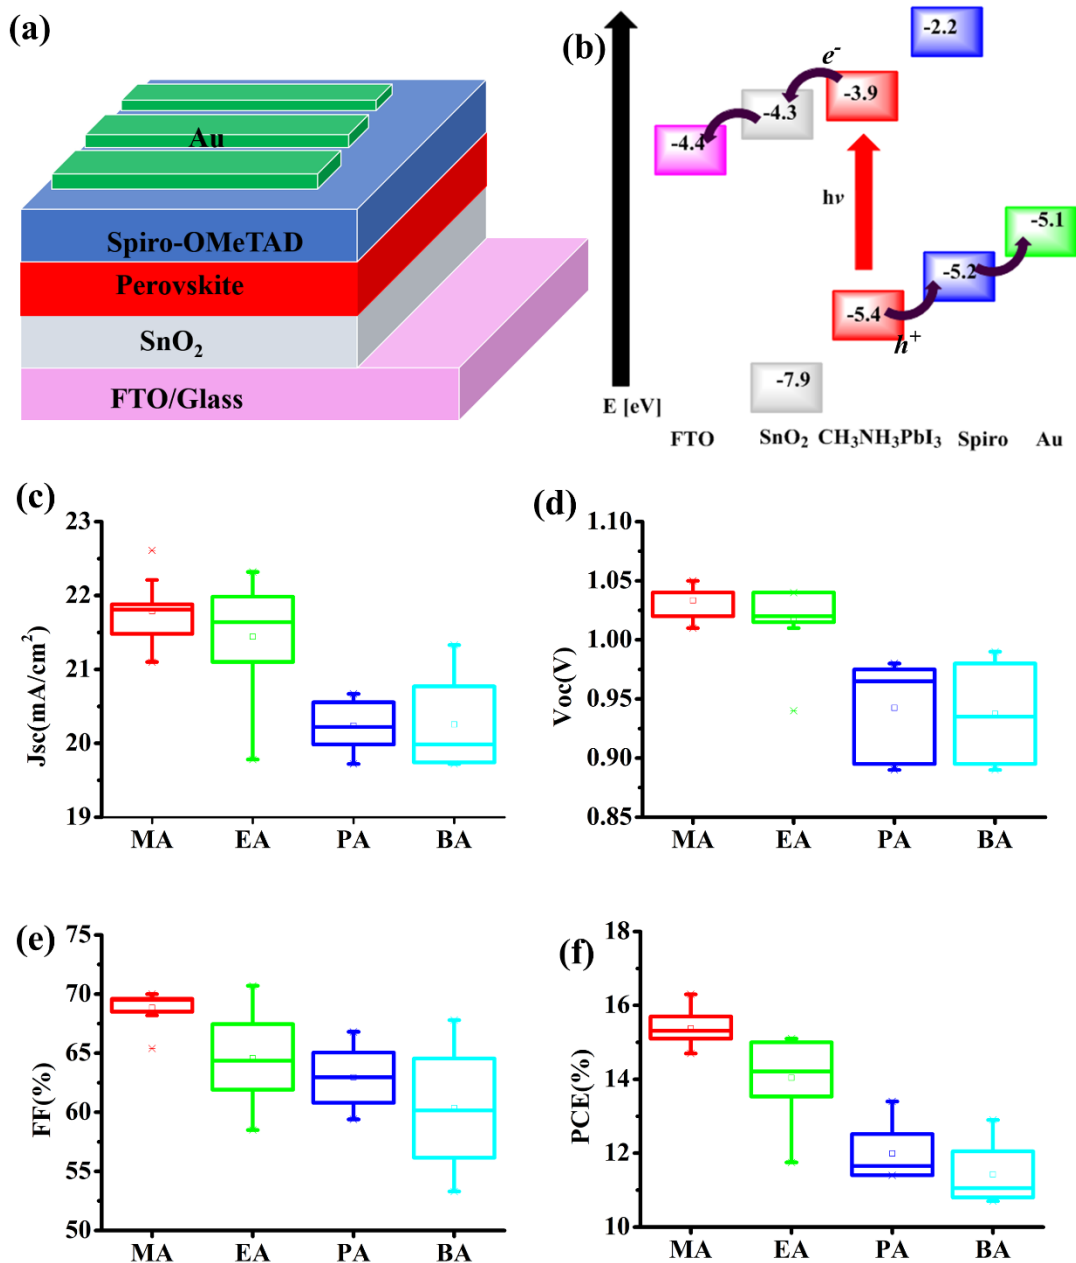 (a)
Au
Spiro-OMeTAD
Perovskite
SnO2
FTO/Glass
(b)
-2.2
e-
-3.9
-4.3
-4.4
hν
-5.1
-5.2
-5.4
h+
-7.9
E [eV]
FTO
SnO2
CH3NH3PbI3
Spiro
Au
(c)
23
22
21
20
19
Jsc(mA/cm2)
MA
EA
PA
BA
(d)
1.10
1.05
1.00
0.95
0.90
0.85
Voc(V)
MA
EA
PA
BA
(e)
75
70
65
60
55
50
FF(%)
MA
EA
PA
BA
(f)
18
16
14
12
10
PCE(%)
MA
EA
PA
BA